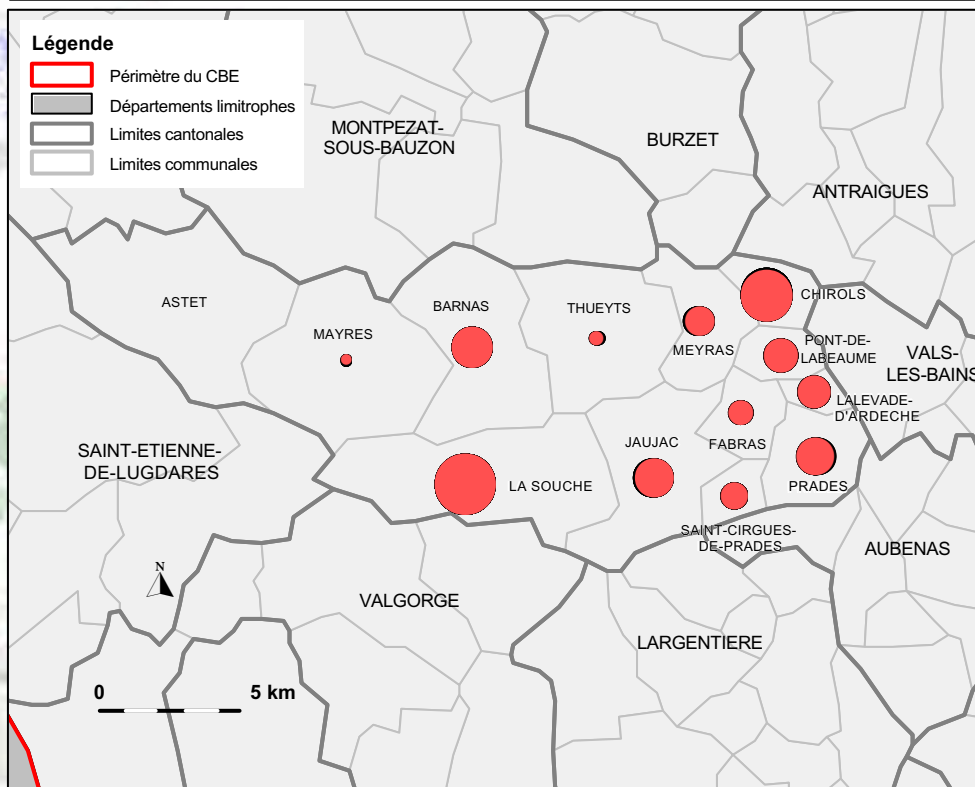 Légende
Périmètre du CBE
Départements limitrophes
Limites cantonales
Limites communales
MONTPEZAT-
SOUS-BAUZON
BURZET
ANTRAIGUES
ASTET
MAYRES
BARNAS
THUEYTS
MEYRAS
CHIROLS
PONT-DE-
LABEAUME
VALS-
LES-BAINS
LALEVADE-
D'ARDECHE
FABRAS
JAUJAC
PRADES
SAINT-ETIENNE-
DE-LUGDARES
LA SOUCHE
SAINT-CIRGUES-
DE-PRADES
AUBENAS
N
VALGORGE
LARGENTIERE
0 5 km